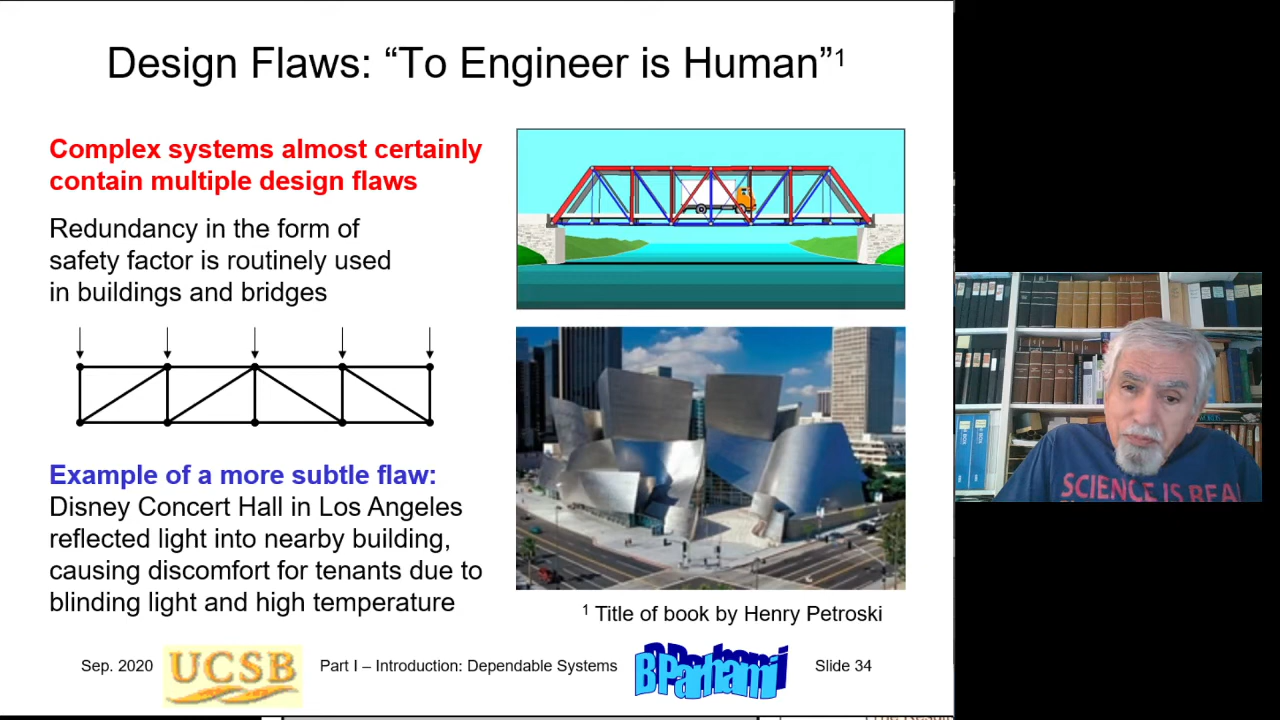 Design Flaws: “To Engineer is Human”¹
Complex systems almost certainly
contain multiple design flaws
Redundancy in the form of
safety factor is routinely used
in buildings and bridges
Example of a more subtle flaw:
Disney Concert Hall in Los Angeles
reflected light into nearby building,
causing discomfort for tenants due to
blinding light and high temperature
¹ Title of book by Henry Petroski
Sep. 2020
UCSB
Part I – Introduction: Dependable Systems
B Parhami
Slide 34
SCIENCE IS REAL